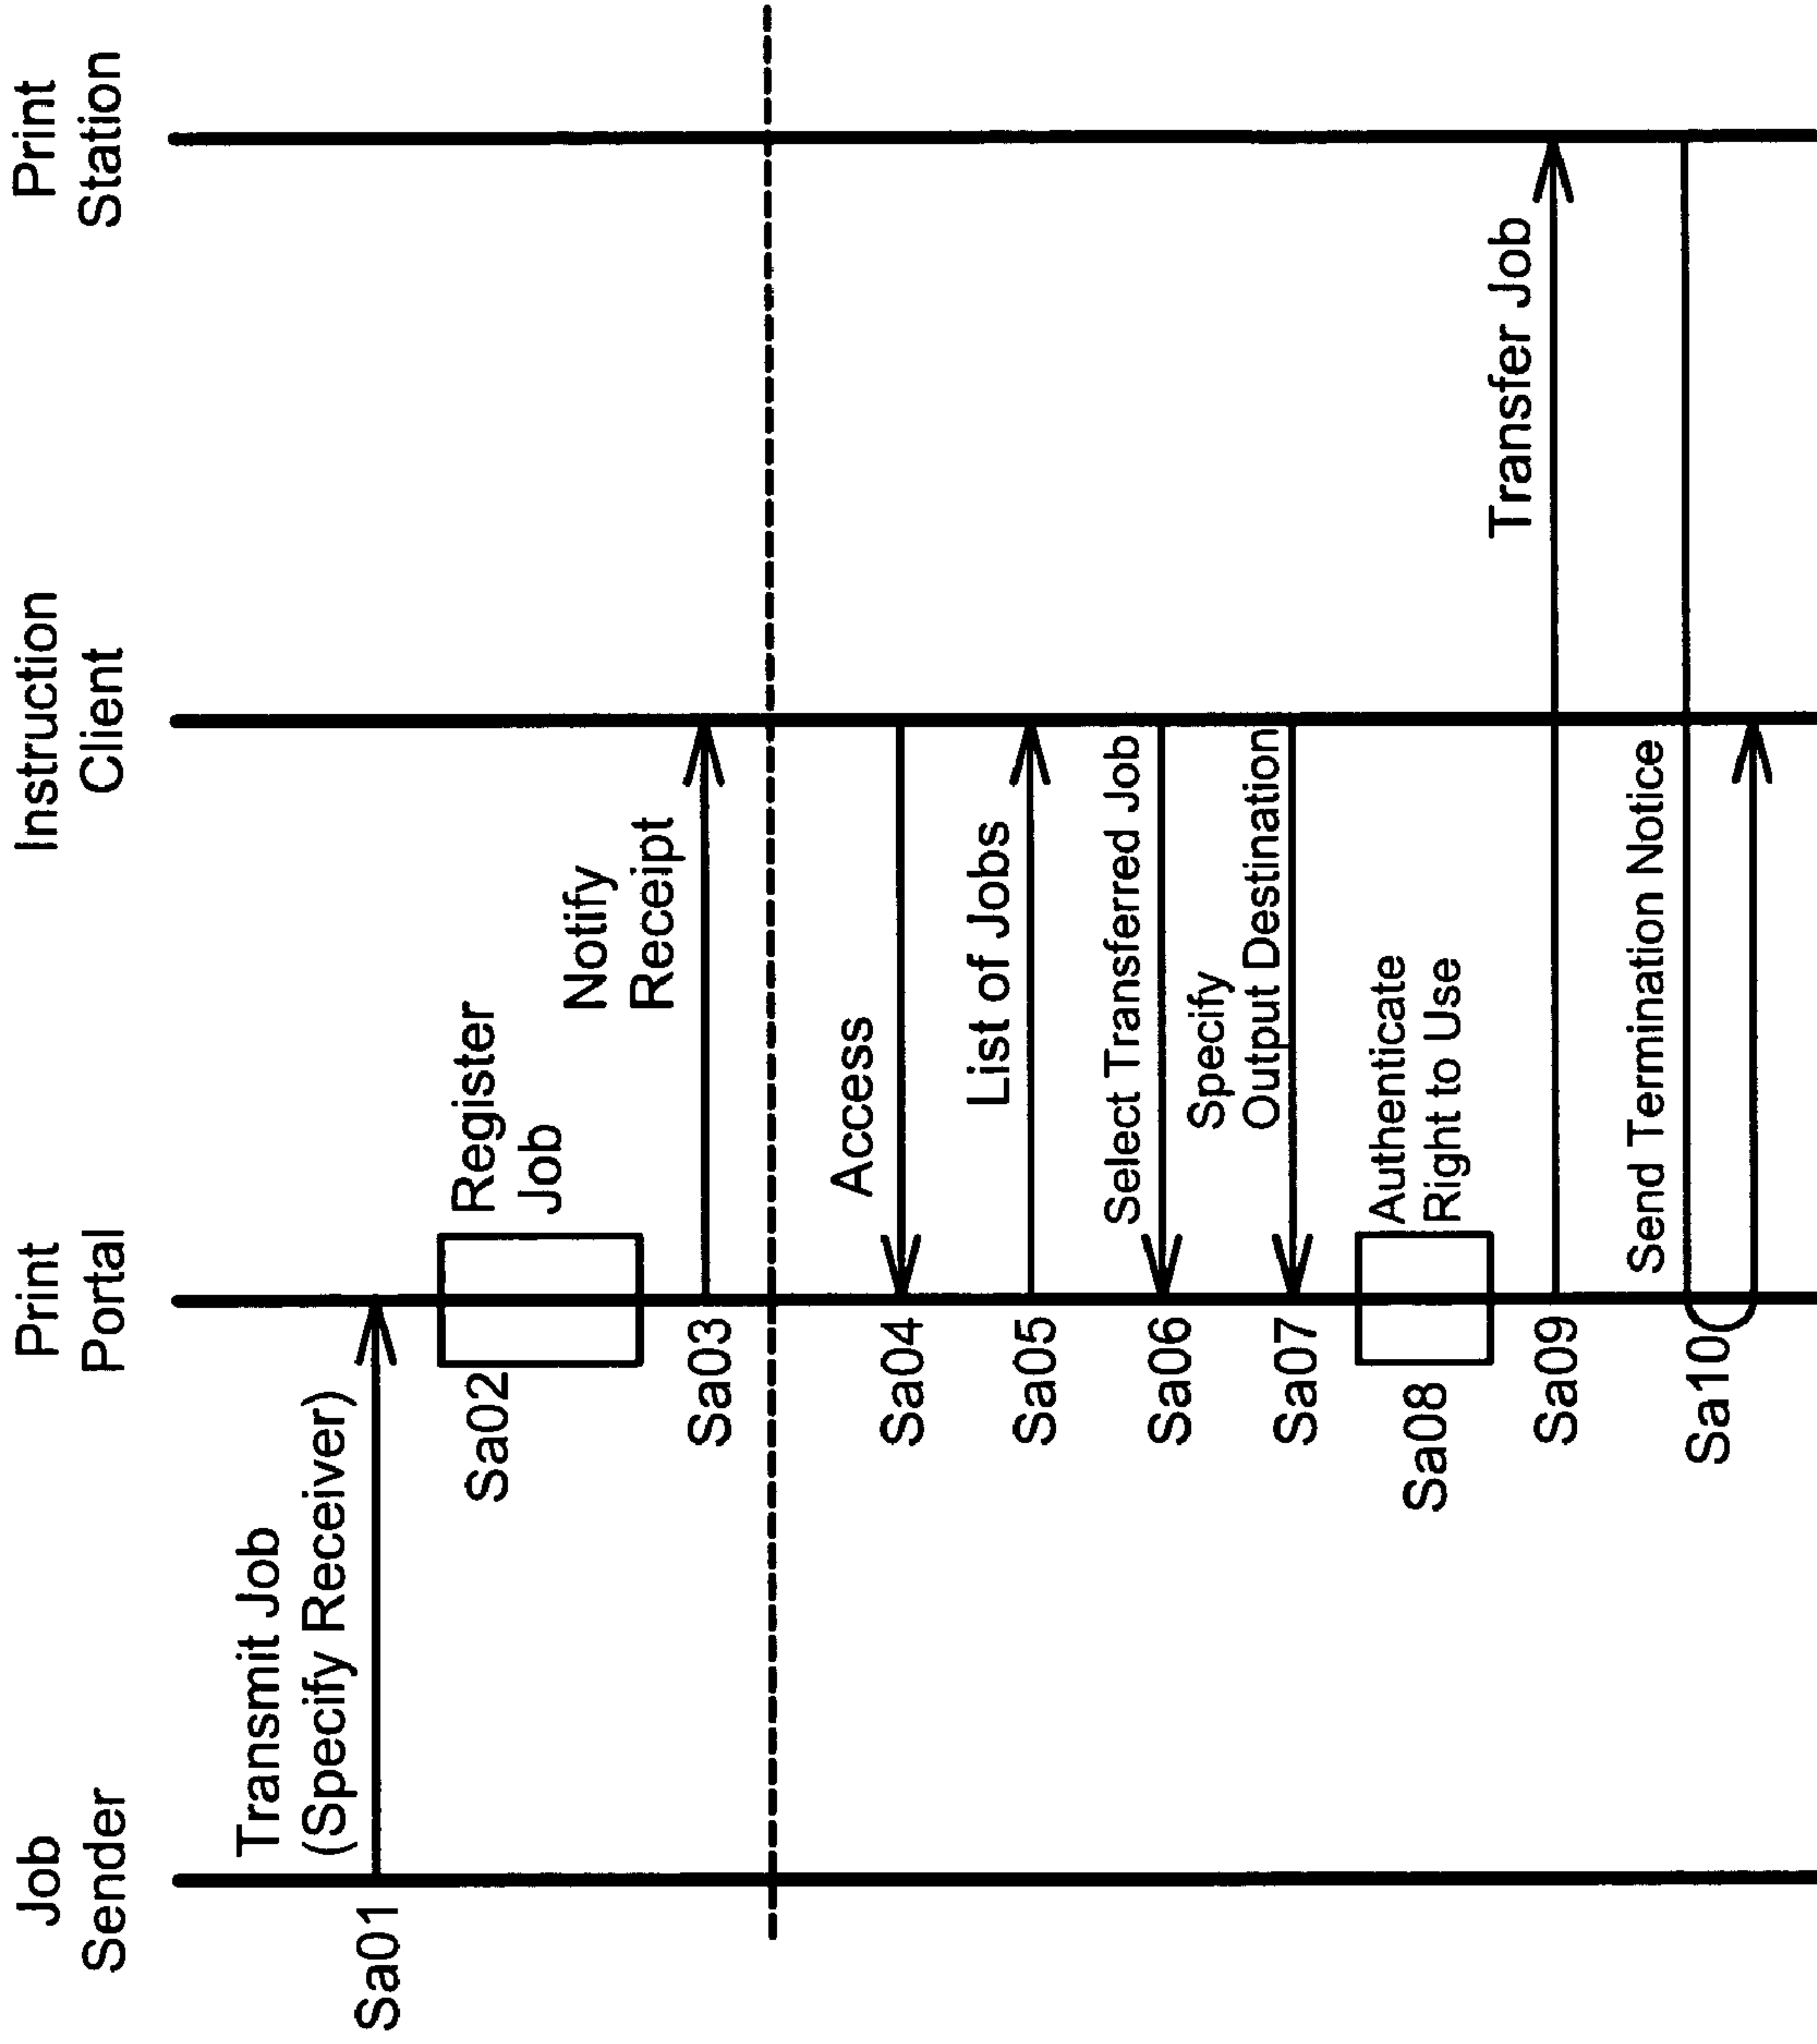 Job
Sender
Print
Portal
Instruction
Client
Print
Station
Sa01
Transmit Job
(Specify Receiver)
Sa02
Register
Job
Sa03
Notify
Receipt
Sa04
Access
Sa05
List of Jobs
Sa06
Select Transferred Job
Sa07
Specify
Output Destination
Sa08
Authenticate
Right to Use
Sa09
Transfer Job
Sa10
Send Termination Notice